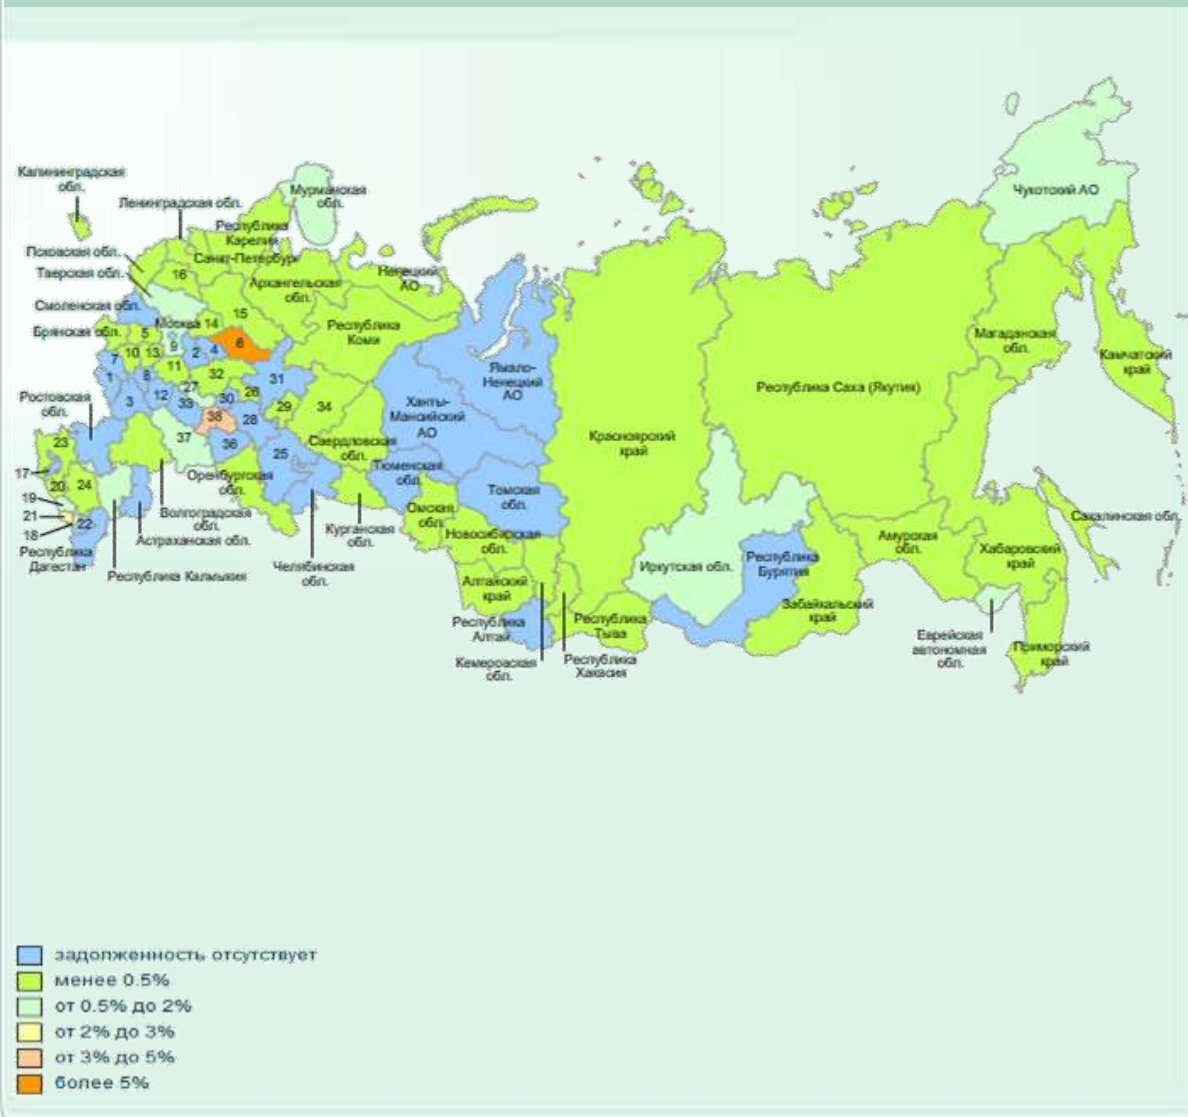 Калининградская
обл.
Ленинградская обл.
Мурманская
обл.
Чукотский АО
Республика
Карелия
Псковская обл.
Санкт-Петербург
Тверская обл.
16
Ненецкий
АО
Архангельская
обл.
Смоленская обл.
15
Москва 14
Брянская обл.
5
Республика
Коми
Магаданская
обл.
6
9
2
4
7
10
13
Камчатский
край
11
Ямало-
Ненецкий
АО
1
8
32
31
27
Республика Саха (Якутия)
Ростовская
обл.
3
12
33
30
26
29
34
Ханты-
Мансийский
АО
38
28
23
37
36
Свердловская
обл.
Красноярский
край
25
17
20
24
Оренбургская
обл.
Тюменская
обл.
Томская
обл.
19
21
18
22
Волгоградская
обл.
Астраханская обл.
Омская
обл.
Курганская
обл.
Новосибирская
обл.
Сахалинская обл.
Амурская
обл.
Хабаровский
край
Республика
Дагестан
Республика Калмыкия
Челябинская
обл.
Алтайский
край
Иркутская обл.
Республика
Бурятия
Забайкальский
край
Республика
Алтай
Республика
Тыва
Еврейская
автономная
обл.
Приморский
край
Кемеровская
обл.
Республика
Хакасия
задолженность отсутствует
менее 0.5%
от 0.5% до 2%
от 2% до 3%
от 3% до 5%
более 5%